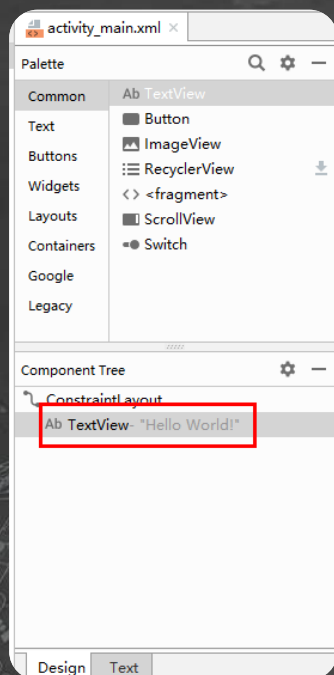 activity_main.xml
Palette
Common
Text
Buttons
Widgets
Layouts
Containers
Google
Legacy
Ab TextView
Button
ImageView
RecyclerView
<> <fragment>
ScrollView
Switch
Component Tree
ConstraintLayout
Ab TextView- "Hello World!"
Design Text